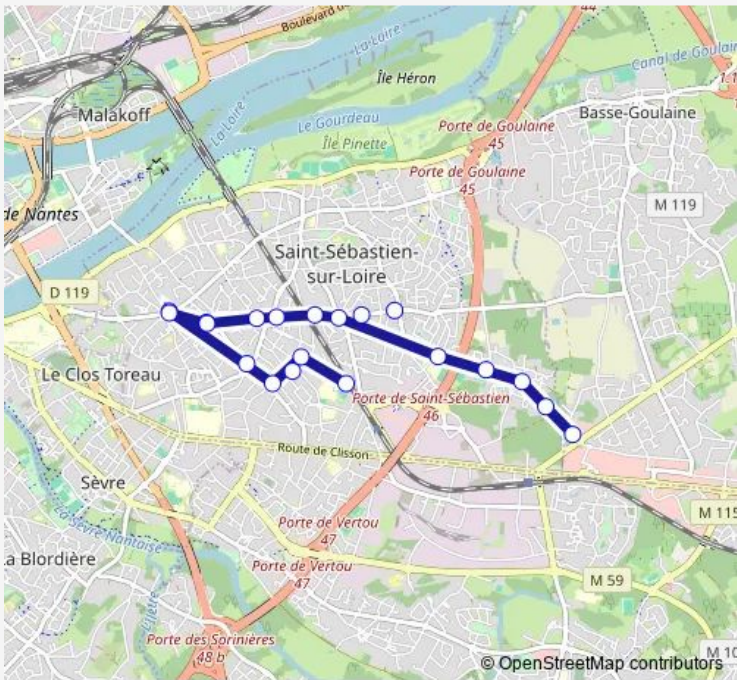 44
Boulevard de
La Loire
Canal de Goulaine
Île Héron
Malakoff
La Loire
Le Gourdeau
Porte de Goulaine
45
Basse-Goulaine
Île Pinette
Porte de Goulaine
45
de Nantes
M 119
Saint-Sébastien-
sur-Loire
D 119
Le Clos Toreau
Porte de Saint-Sébastien
46
Route de Clisson
Sèvre
M 115
La Sèvre Nantaise
Porte de Vertou
47
a Blordière
Porte de Vertou
47
M 59
Porte des Sorinières
48 b
M 10
© OpenStreetMap contributors